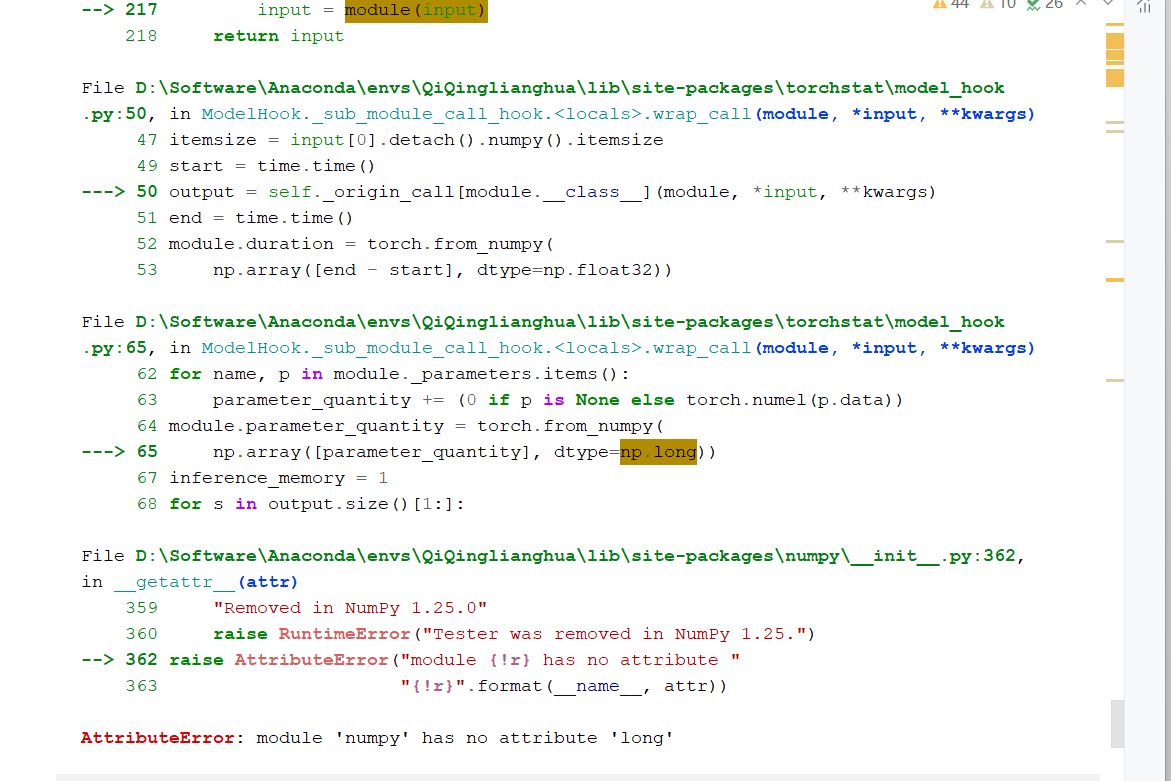 44 10 26
--> 217         input = module(input)
    218     return input
File D:\Software\Anaconda\envs\QiQinglianghua\lib\site-packages\torchstat\model_hook
.py:50, in ModelHook._sub_module_call_hook.<locals>.wrap_call(module, *input, **kwargs)
     47 itemsize = input[0].detach().numpy().itemsize
     49 start = time.time()
---> 50 output = self._origin_call[module.__class__](module, *input, **kwargs)
     51 end = time.time()
     52 module.duration = torch.from_numpy(
     53     np.array([end - start], dtype=np.float32))
File D:\Software\Anaconda\envs\QiQinglianghua\lib\site-packages\torchstat\model_hook
.py:65, in ModelHook._sub_module_call_hook.<locals>.wrap_call(module, *input, **kwargs)
     62 for name, p in module._parameters.items():
     63     parameter_quantity += (0 if p is None else torch.numel(p.data))
     64 module.parameter_quantity = torch.from_numpy(
---> 65     np.array([parameter_quantity], dtype=np.long))
     67 inference_memory = 1
     68 for s in output.size()[1:]:
File D:\Software\Anaconda\envs\QiQinglianghua\lib\site-packages\numpy\__init__.py:362,
in __getattr__(attr)
    359     "Removed in NumPy 1.25.0"
    360     raise RuntimeError("Tester was removed in NumPy 1.25.")
--> 362 raise AttributeError("module {!r} has no attribute "
    363                      "{!r}".format(__name__, attr))
AttributeError: module 'numpy' has no attribute 'long'